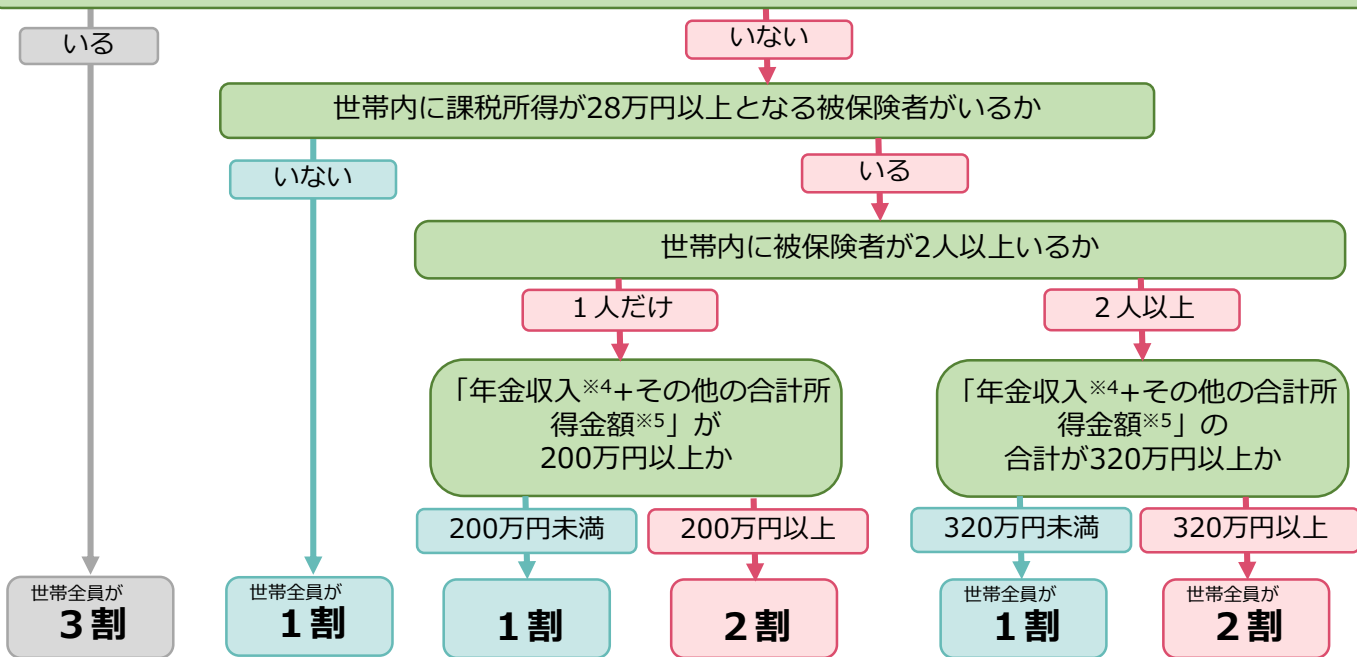 いる
いない
世帯内に課税所得が28万円以上となる被保険者がいるか
いない
いる
世帯内に被保険者が2人以上いるか
１人だけ
２人以上
「年金収入※4+その他の合計所
得金額※5」が
200万円以上か
「年金収入※4+その他の合計所
得金額※5」の
合計が320万円以上か
200万円未満
200万円以上
320万円未満
320万円以上
世帯全員が
３割
世帯全員が
１割
１割
２割
世帯全員が
１割
世帯全員が
２割